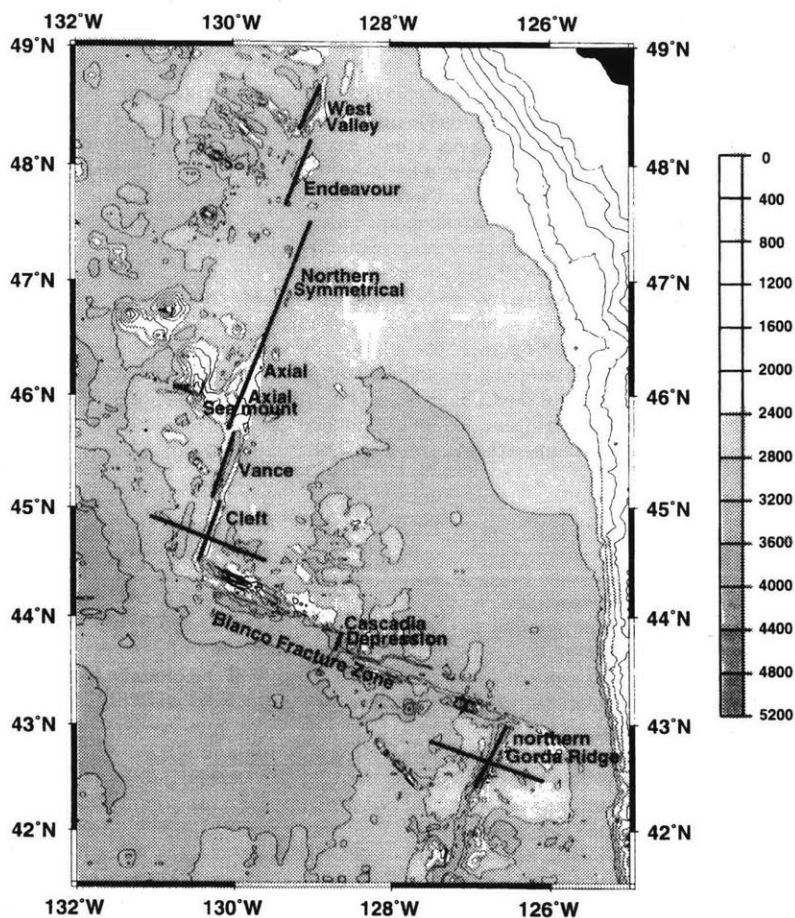 132°W 130°W 128°W 126°W
49°N 49°N
West
Valley
48°N 48°N
Endeavour
47°N 47°N
Northern
Symmetrical
46°N 46°N
Axial
Axial
Seamount
Vance
45°N 45°N
Cleft
44°N 44°N
Cascadia
Depression
Blanco Fracture Zone
43°N 43°N
northern
Gorda Ridge
42°N 42°N
132°W 130°W 128°W 126°W
0
400
800
1200
1600
2000
2400
2800
3200
3600
4000
4400
4800
5200